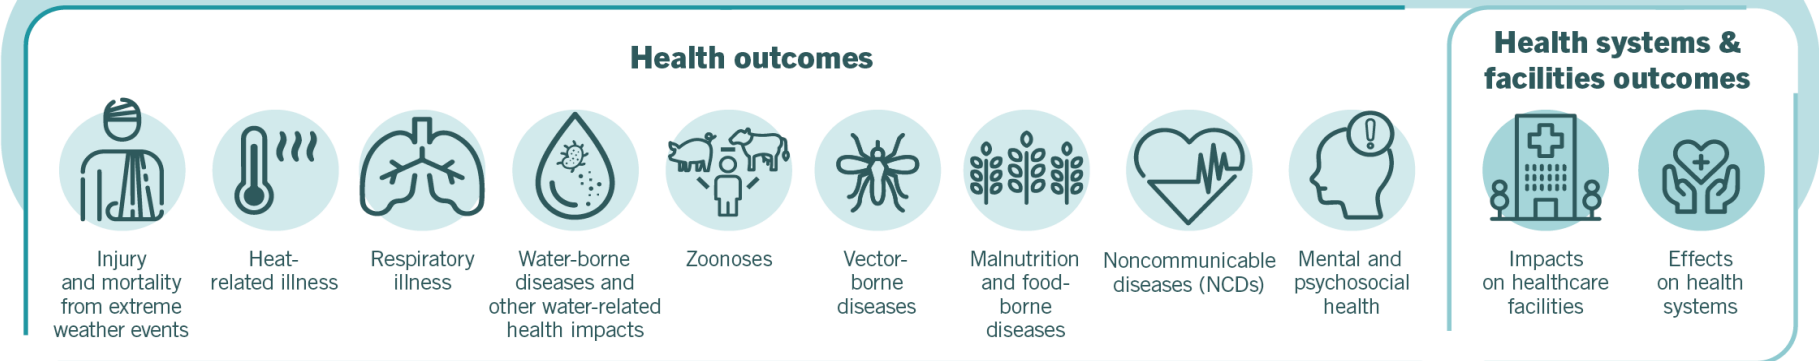 Health outcomes
Health systems &
facilities outcomes
Injury
and mortality
from extreme
weather events
Heat-
related illness
Respiratory
illness
Water-borne
diseases and
other water-related
health impacts
Zoonoses
Vector-
borne
diseases
Malnutrition
and food-
borne
diseases
Noncommunicable
diseases (NCDs)
Mental and
psychosocial
health
Impacts
on healthcare
facilities
Effects
on health
systems